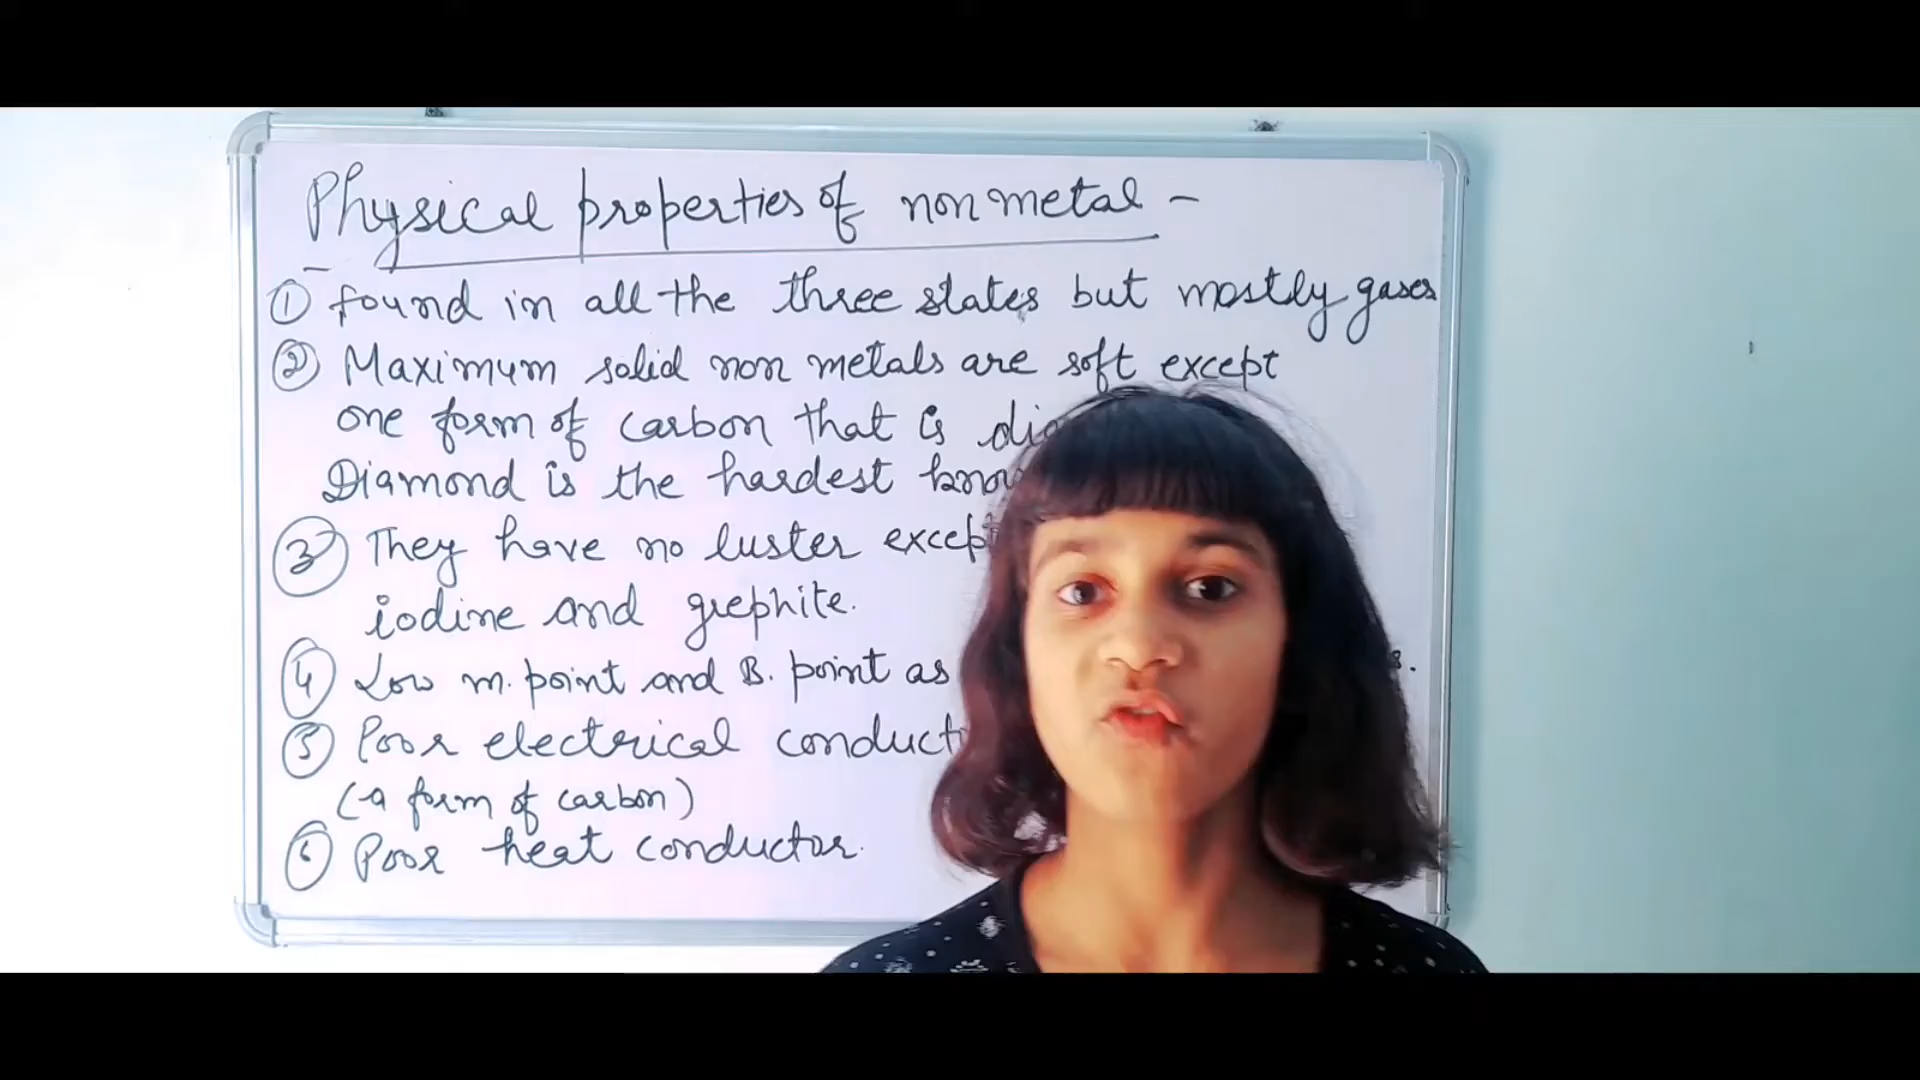 Physical properties of non metal -
① found in all the three states but mostly gases
② Maximum solid non metals are soft except
one form of carbon that is
Diamond is the hardest
③ They have no luster
iodine and grephite.
④ Low m. point and B. point as
⑤ Poor electrical
(a form of carbon)
⑥ Poor heat conductor.